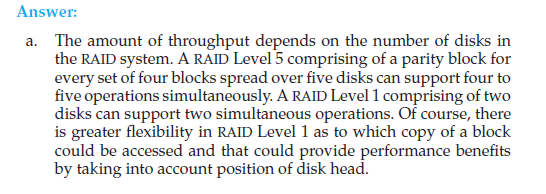 Answer:
a. The amount of throughput depends on the number of disks in
the RAID system. A RAID Level 5 comprising of a parity block for
every set of four blocks spread over five disks can support four to
five operations simultaneously. A RAID Level 1 comprising of two
disks can support two simultaneous operations. Of course, there
is greater flexibility in RAID Level 1 as to which copy of a block
could be accessed and that could provide performance benefits
by taking into account position of disk head.